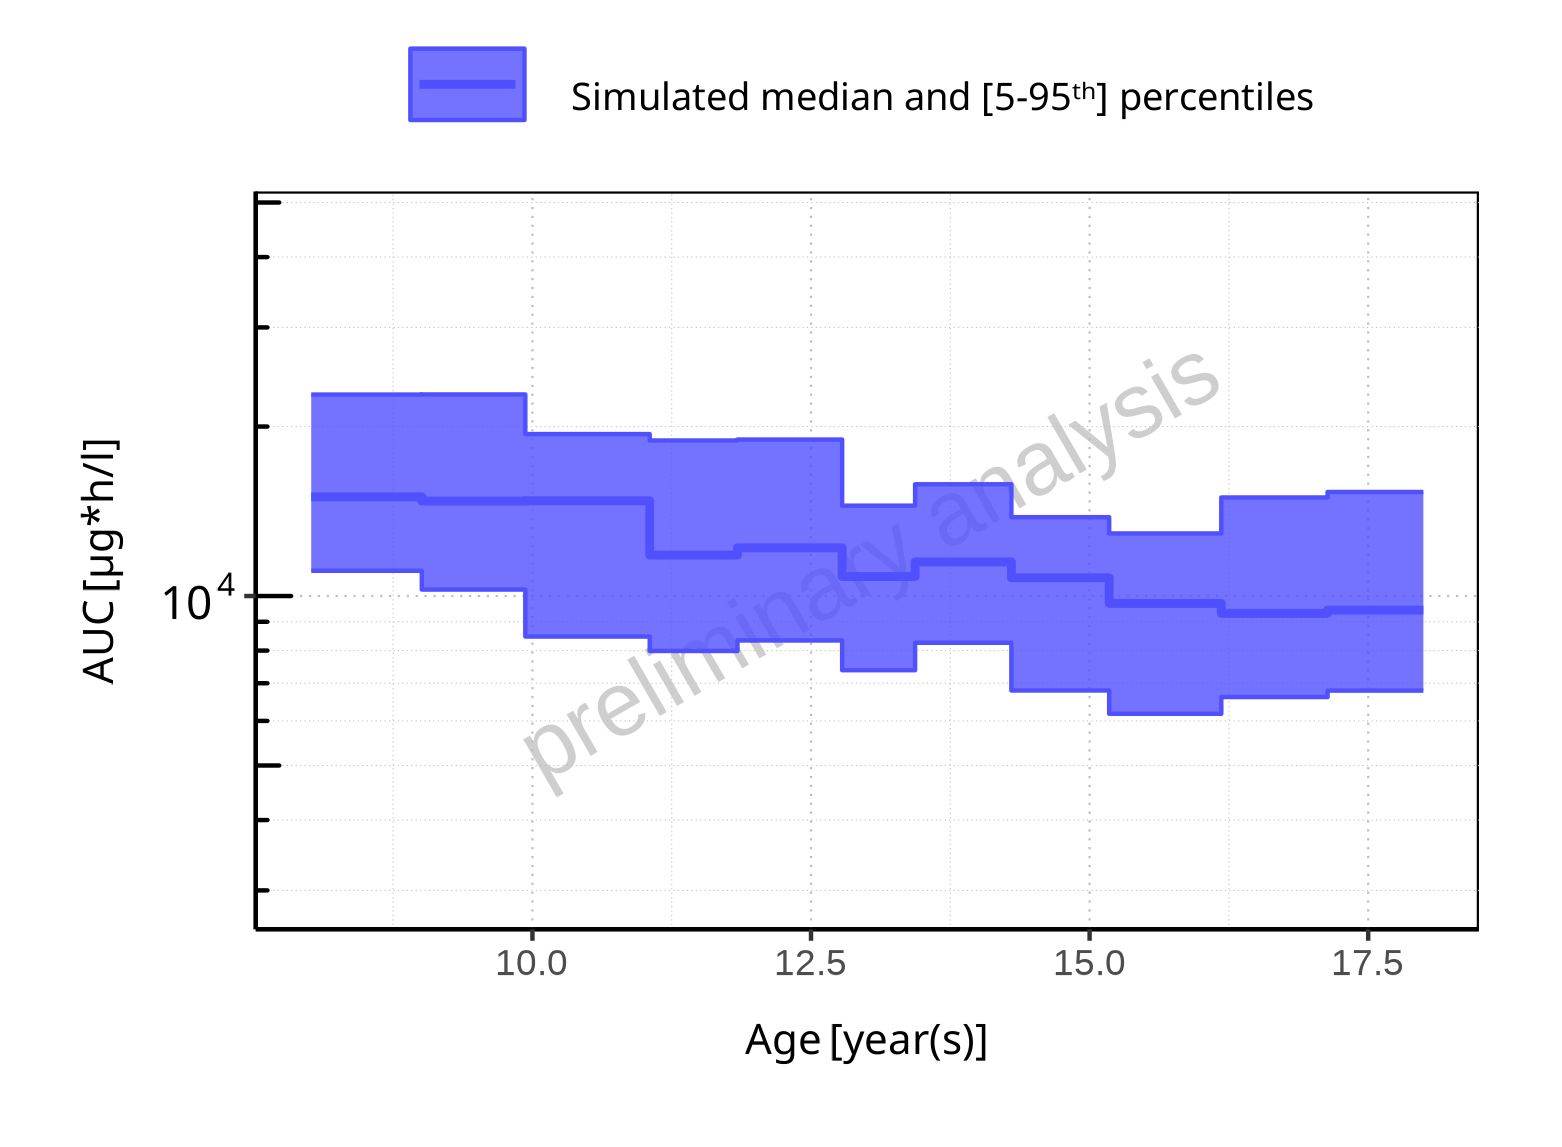 Simulated median and [5-95ᵗʰ] percentiles
AUC [µg*h/l]
10⁴
preliminary analysis
10.0 12.5 15.0 17.5
Age [year(s)]